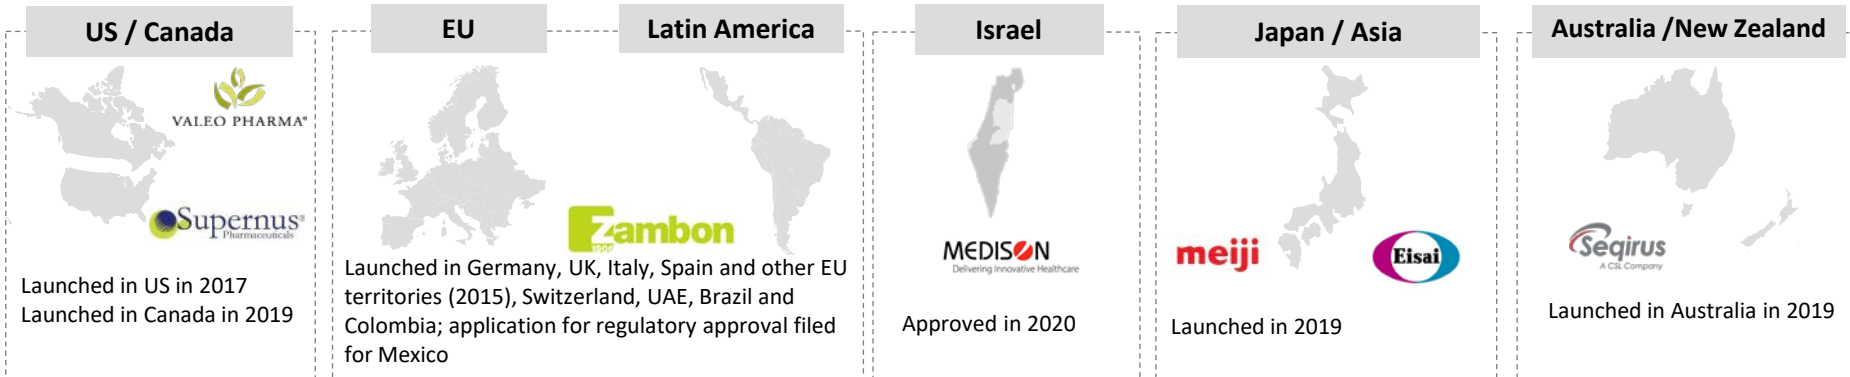 US / Canada
VALEO PHARMA®
Supernus®
Pharmaceuticals
Launched in US in 2017
Launched in Canada in 2019
EU
Latin America
Zambon
1906
Launched in Germany, UK, Italy, Spain and other EU
territories (2015), Switzerland, UAE, Brazil and
Colombia; application for regulatory approval filed
for Mexico
Israel
MEDISON
Delivering Innovative Healthcare
Approved in 2020
Japan / Asia
meiji
Eisai
Launched in 2019
Australia /New Zealand
Seqirus
A CSL Company
Launched in Australia in 2019